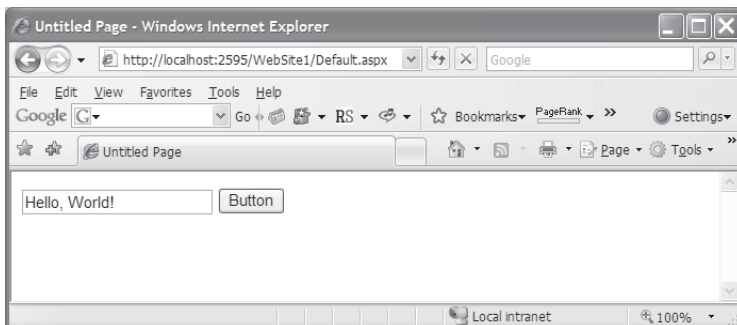 Untitled Page - Windows Internet Explorer
http://localhost:2595/WebSite1/Default.aspx Google
File Edit View Favorites Tools Help
Google G Go RS Bookmarks PageRank » Settings
Untitled Page Page Tools »
Hello, World! Button
Local intranet 100%